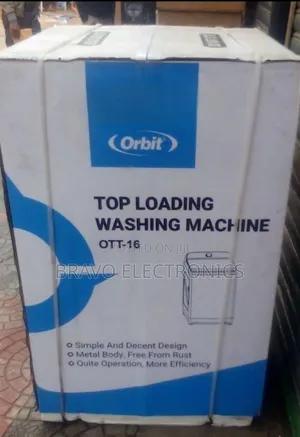 Orbit
TOP LOADING
WASHING MACHINE
OTT-16
BRAVO ELECTRONICS
Simple And Decent Design
Metal Body, Free From Rust
Quite Operation, More Efficiency